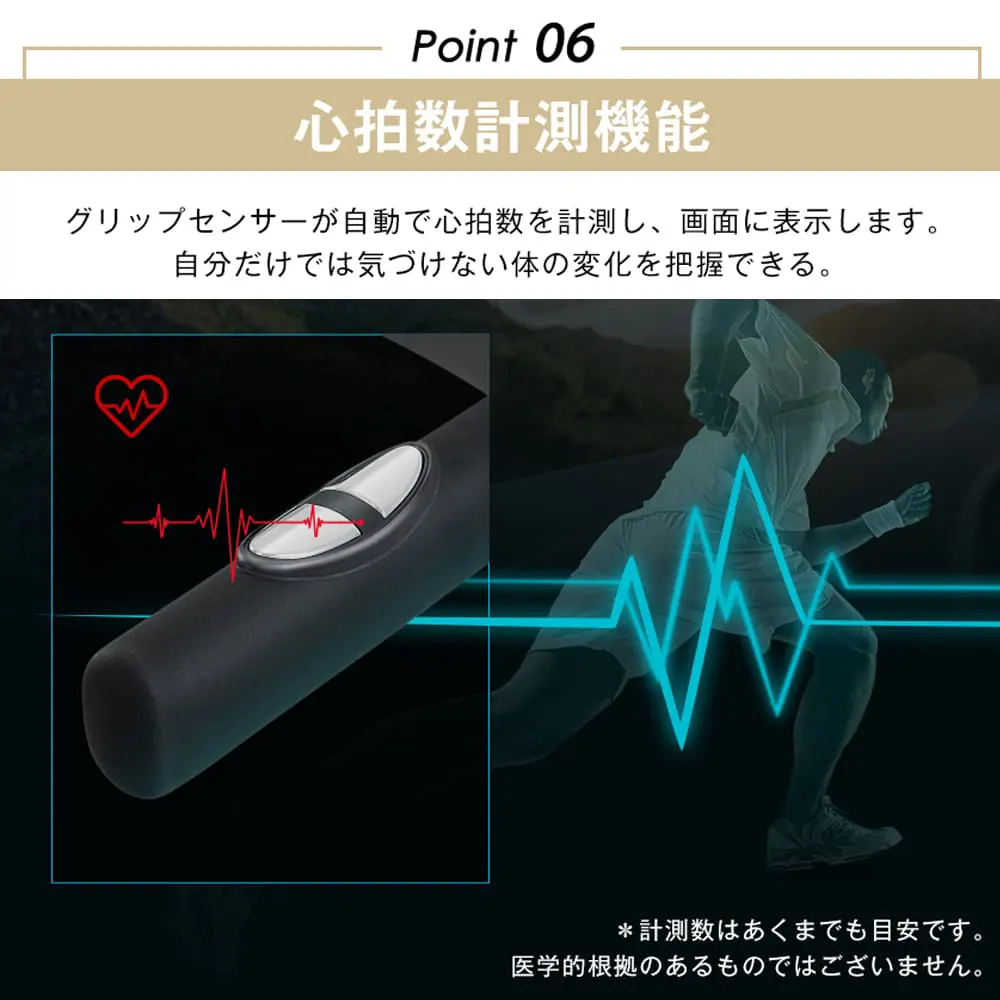 Point 06
心拍数計測機能
グリップセンサーが自動で心拍数を計測し、画面に表示します。
自分だけでは気づけない体の変化を把握できる。
＊計測数はあくまでも目安です。
医学的根拠のあるものではございません。